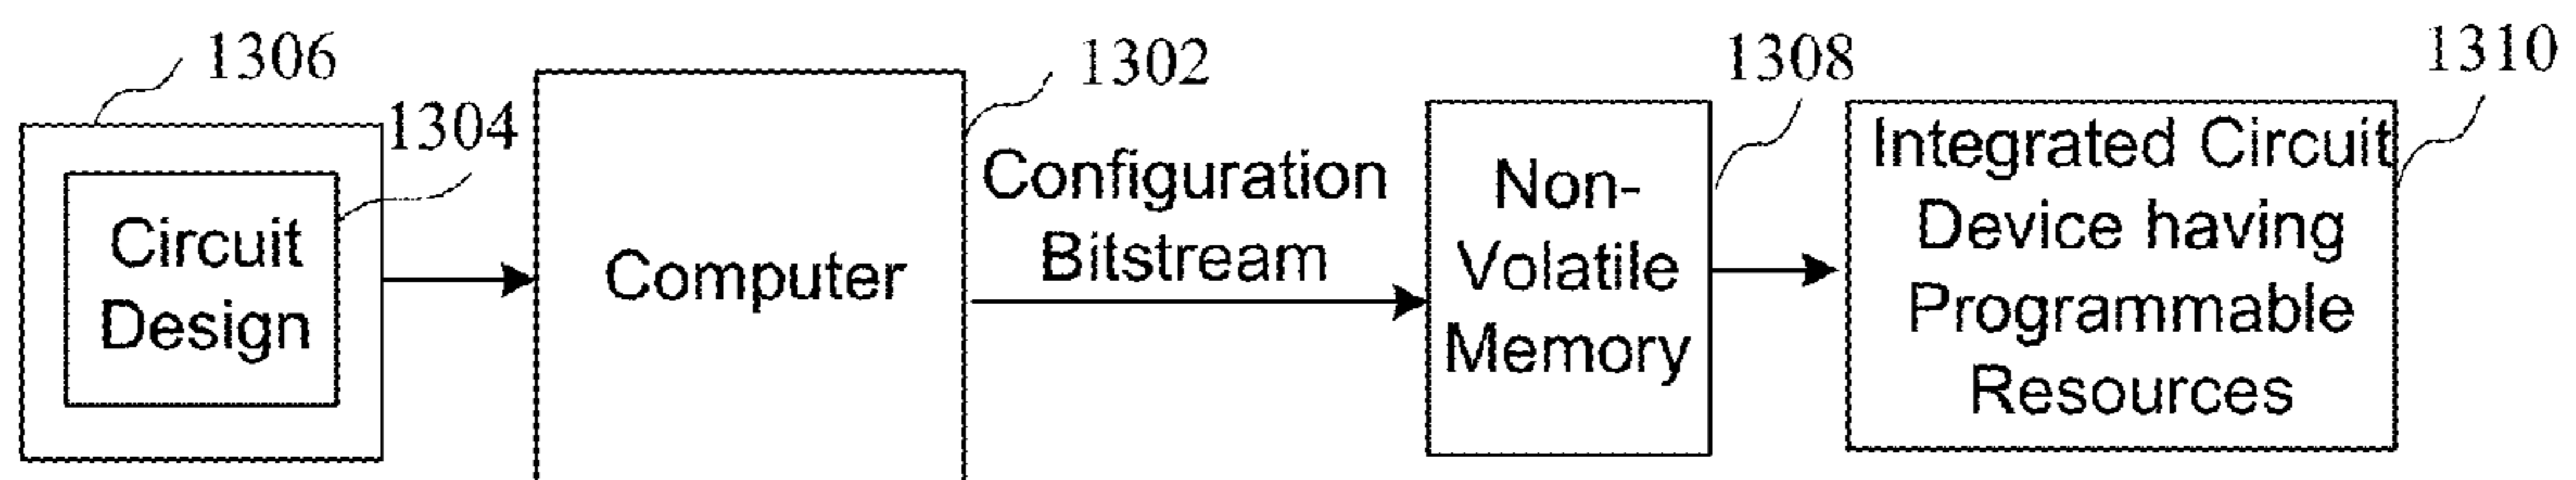 1306
1304
Circuit
Design
1302
Computer
Configuration
Bitstream
1308
Non-
Volatile
Memory
1310
Integrated Circuit
Device having
Programmable
Resources